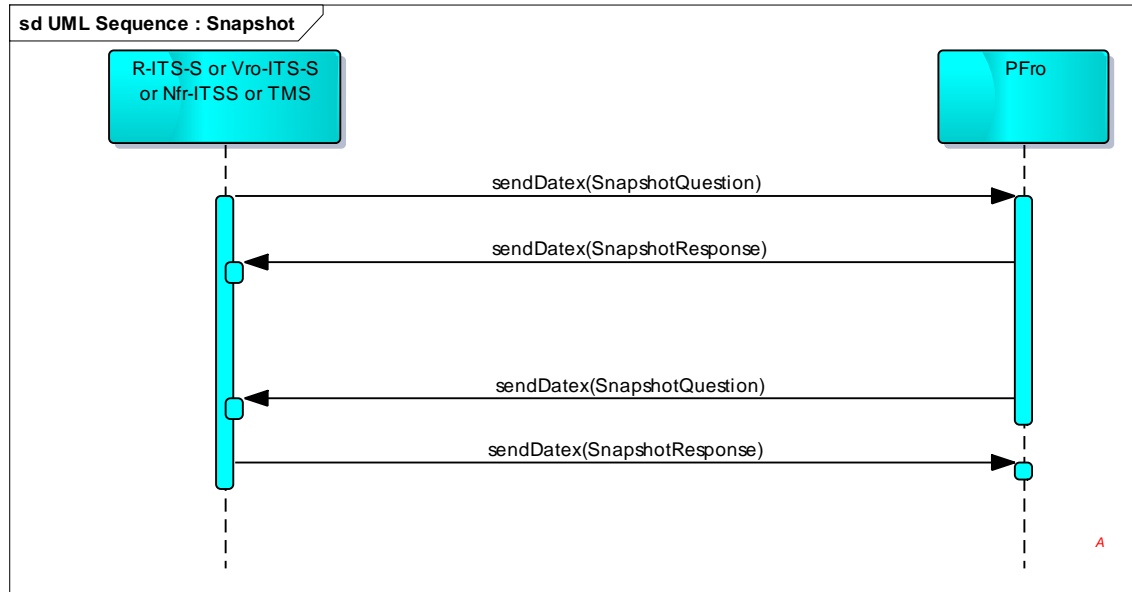 sd UML Sequence : Snapshot
R-ITS-S or Vro-ITS-S
or Nfr-ITSS or TMS
PFro
sendDatex(SnapshotQuestion)
sendDatex(SnapshotResponse)
sendDatex(SnapshotQuestion)
sendDatex(SnapshotResponse)
A